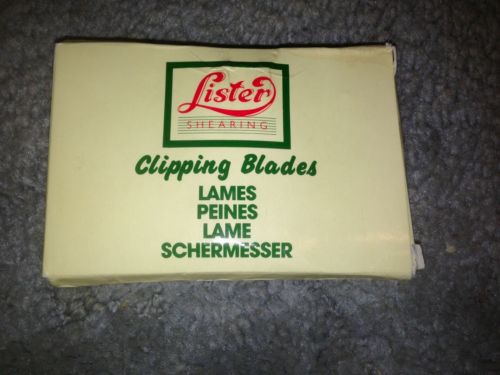 Lister
SHEARING
Clipping Blades
LAMES
PEINES
LAME
SCHERMESSER